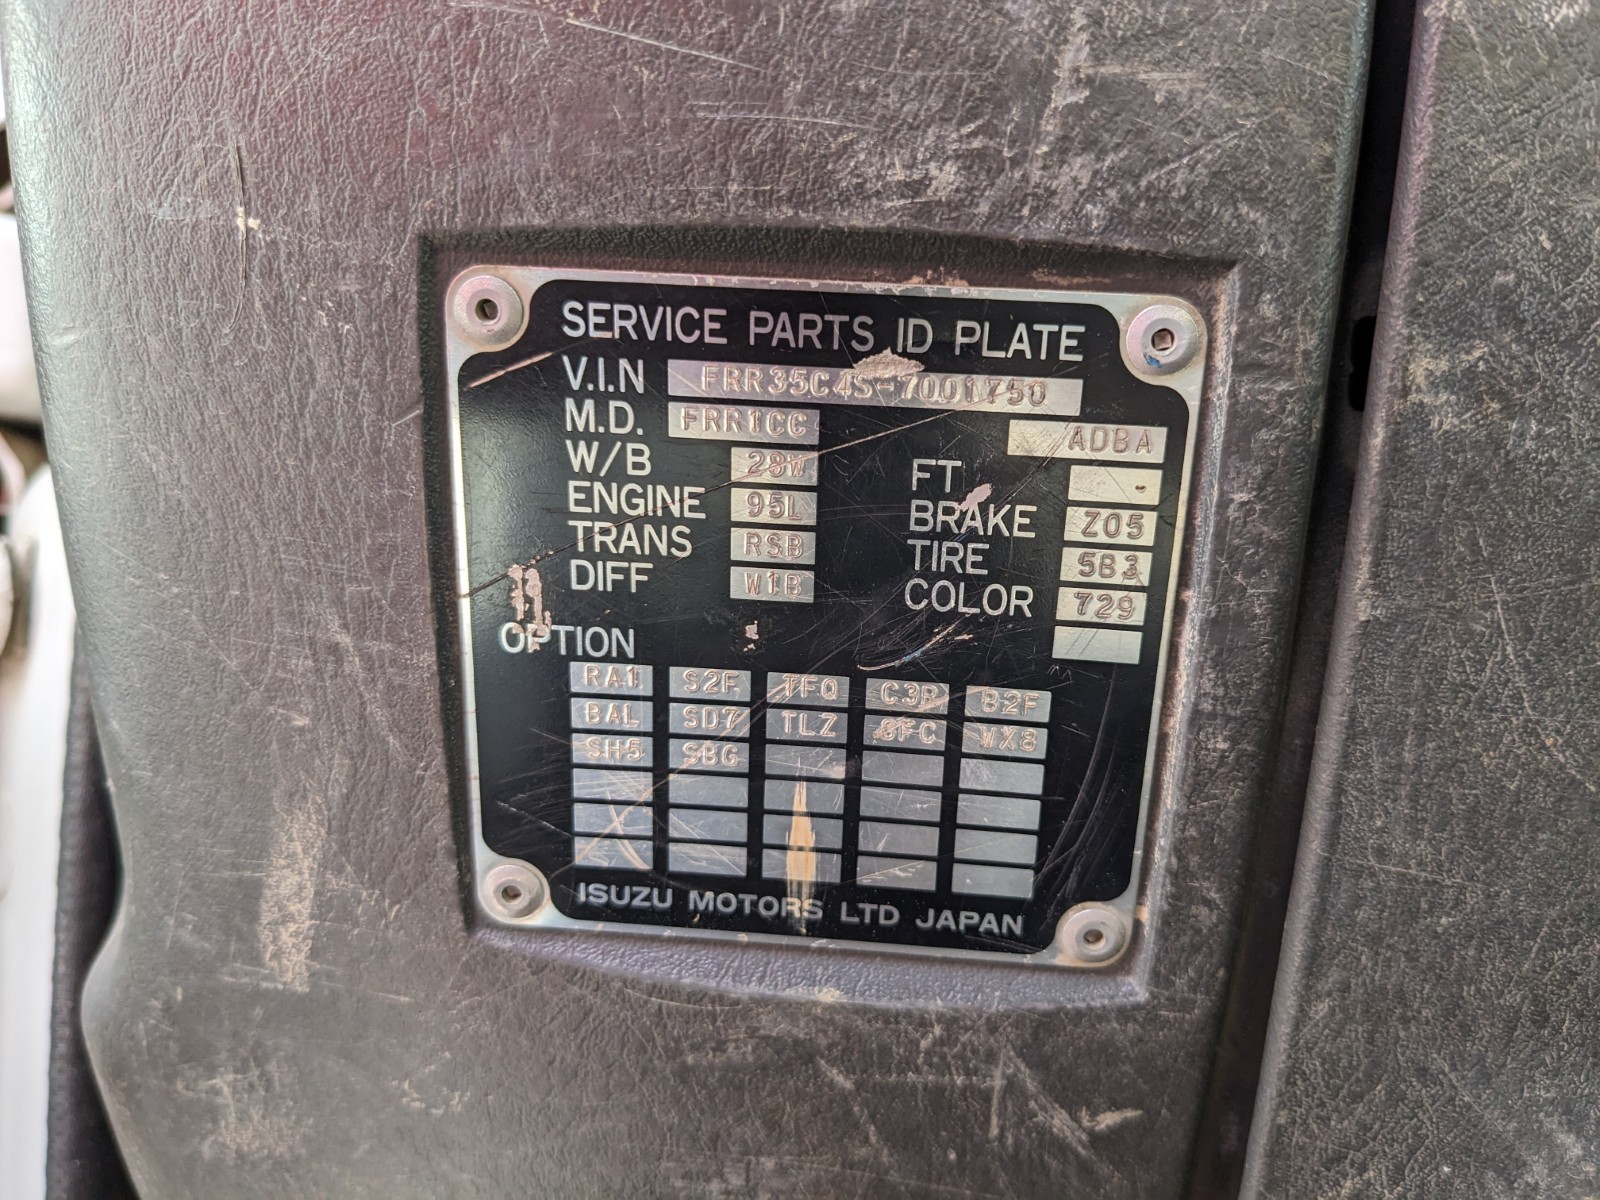 SERVICE PARTS ID PLATE
V.I.N FRR35C4S-7001750
M.D. FRR1CC ADBA
W/B 28W FT
ENGINE 95L BRAKE Z05
TRANS RSB TIRE 5B3
DIFF W1B COLOR 729
OPTION
RA1 S2F TFQ C3P B2F
BAL SD7 TLZ WX8
SH5 SBG
ISUZU MOTORS LTD JAPAN